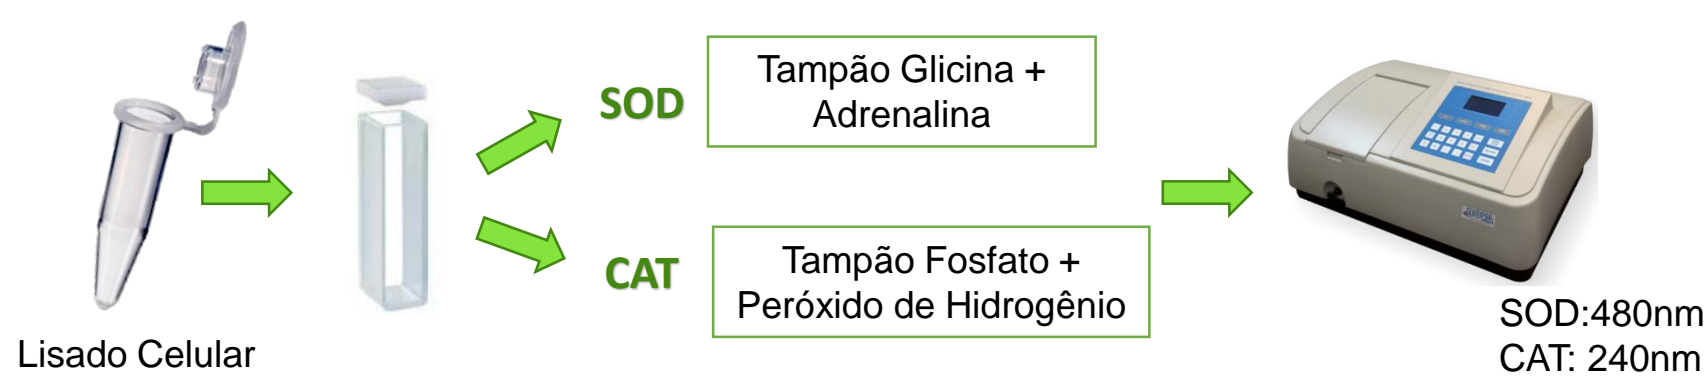 Lisado Celular
SOD
Tampão Glicina +
Adrenalina
CAT
Tampão Fosfato +
Peróxido de Hidrogênio
SOD:480nm
CAT: 240nm